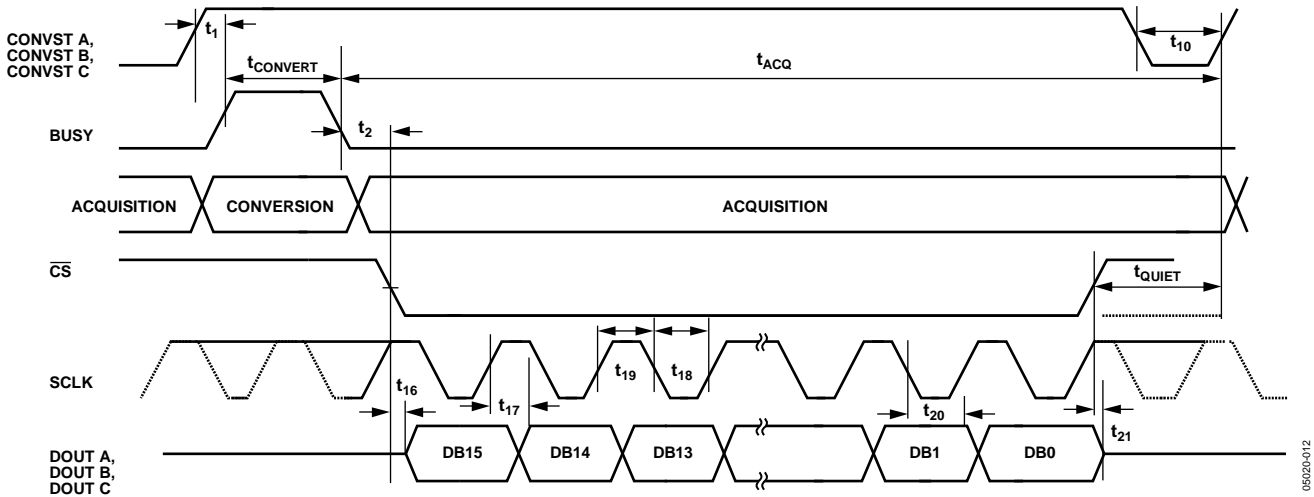 CONVST A,
CONVST B,
CONVST C
t1
tCONVERT
tACQ
t10
BUSY
t2
ACQUISITION
CONVERSION
ACQUISITION
CS
tQUIET
SCLK
t16
t17
t19
t18
t20
t21
DOUT A,
DOUT B,
DOUT C
DB15
DB14
DB13
DB1
DB0
05020-012